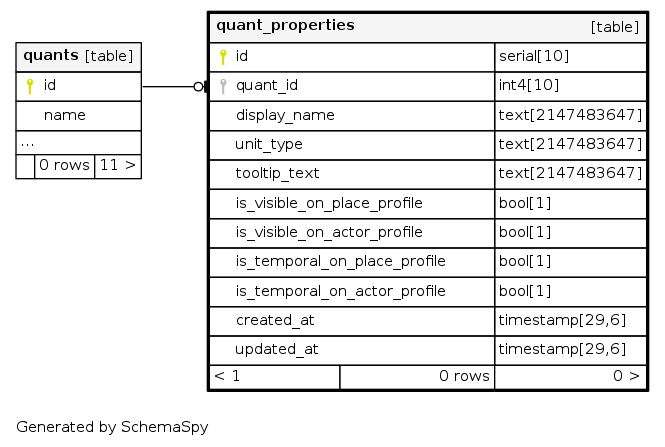 quants [table]
id
name
...
0 rows 11 >
quant_properties [table]
id serial[10]
quant_id int4[10]
display_name text[2147483647]
unit_type text[2147483647]
tooltip_text text[2147483647]
is_visible_on_place_profile bool[1]
is_visible_on_actor_profile bool[1]
is_temporal_on_place_profile bool[1]
is_temporal_on_actor_profile bool[1]
created_at timestamp[29,6]
updated_at timestamp[29,6]
< 1 0 rows 0 >
Generated by SchemaSpy